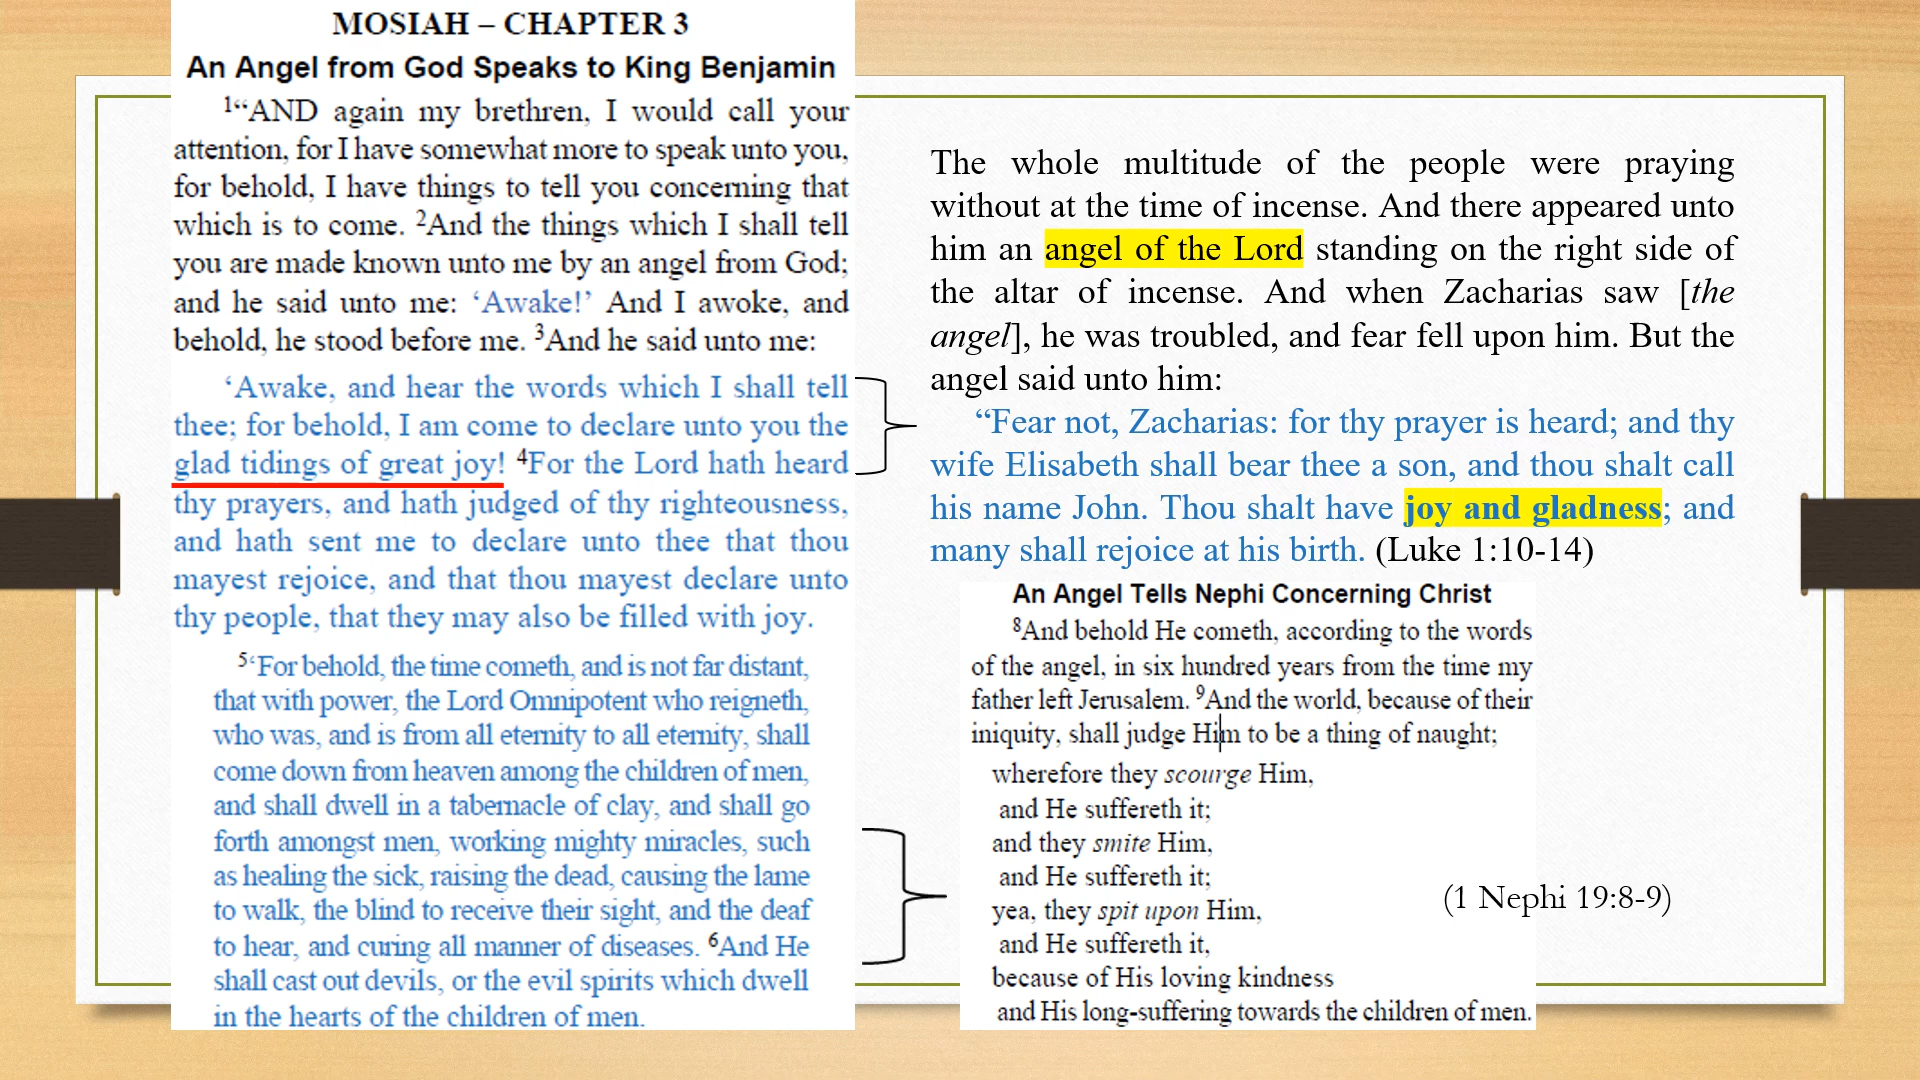 MOSIAH – CHAPTER 3
An Angel from God Speaks to King Benjamin
1“AND again my brethren, I would call your
attention, for I have somewhat more to speak unto you,
for behold, I have things to tell you concerning that
which is to come. 2And the things which I shall tell
you are made known unto me by an angel from God;
and he said unto me: ‘Awake!’ And I awoke, and
behold, he stood before me. 3And he said unto me:
‘Awake, and hear the words which I shall tell
thee; for behold, I am come to declare unto you the
glad tidings of great joy! 4For the Lord hath heard
thy prayers, and hath judged of thy righteousness,
and hath sent me to declare unto thee that thou
mayest rejoice, and that thou mayest declare unto
thy people, that they may also be filled with joy.
5‘For behold, the time cometh, and is not far distant,
that with power, the Lord Omnipotent who reigneth,
who was, and is from all eternity to all eternity, shall
come down from heaven among the children of men,
and shall dwell in a tabernacle of clay, and shall go
forth amongst men, working mighty miracles, such
as healing the sick, raising the dead, causing the lame
to walk, the blind to receive their sight, and the deaf
to hear, and curing all manner of diseases. 6And He
shall cast out devils, or the evil spirits which dwell
in the hearts of the children of men.
The whole multitude of the people were praying
without at the time of incense. And there appeared unto
him an angel of the Lord standing on the right side of
the altar of incense. And when Zacharias saw [the
angel], he was troubled, and fear fell upon him. But the
angel said unto him:
“Fear not, Zacharias: for thy prayer is heard; and thy
wife Elisabeth shall bear thee a son, and thou shalt call
his name John. Thou shalt have joy and gladness; and
many shall rejoice at his birth. (Luke 1:10-14)
An Angel Tells Nephi Concerning Christ
8And behold He cometh, according to the words
of the angel, in six hundred years from the time my
father left Jerusalem. 9And the world, because of their
iniquity, shall judge Him to be a thing of naught;
wherefore they scourge Him,
and He suffereth it;
and they smite Him,
and He suffereth it;
yea, they spit upon Him,
and He suffereth it,
because of His loving kindness
and His long-suffering towards the children of men.
(1 Nephi 19:8-9)